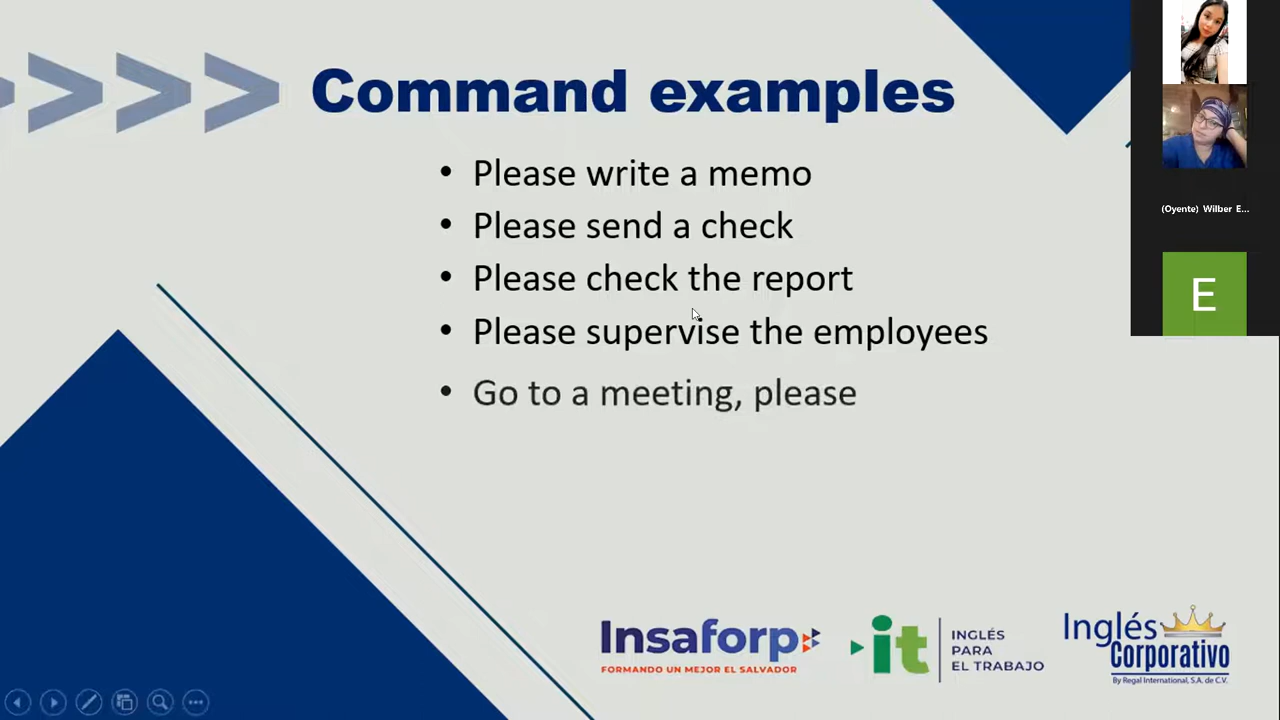 Command examples
• Please write a memo
• Please send a check
• Please check the report
• Please supervise the employees
• Go to a meeting, please
(Oyente) Wilber E...
E
Insaforp
FORMANDO UN MEJOR EL SALVADOR
it
INGLÉS
PARA
EL TRABAJO
Inglés
Corporativo
By Regal International, S.A. de C.V.